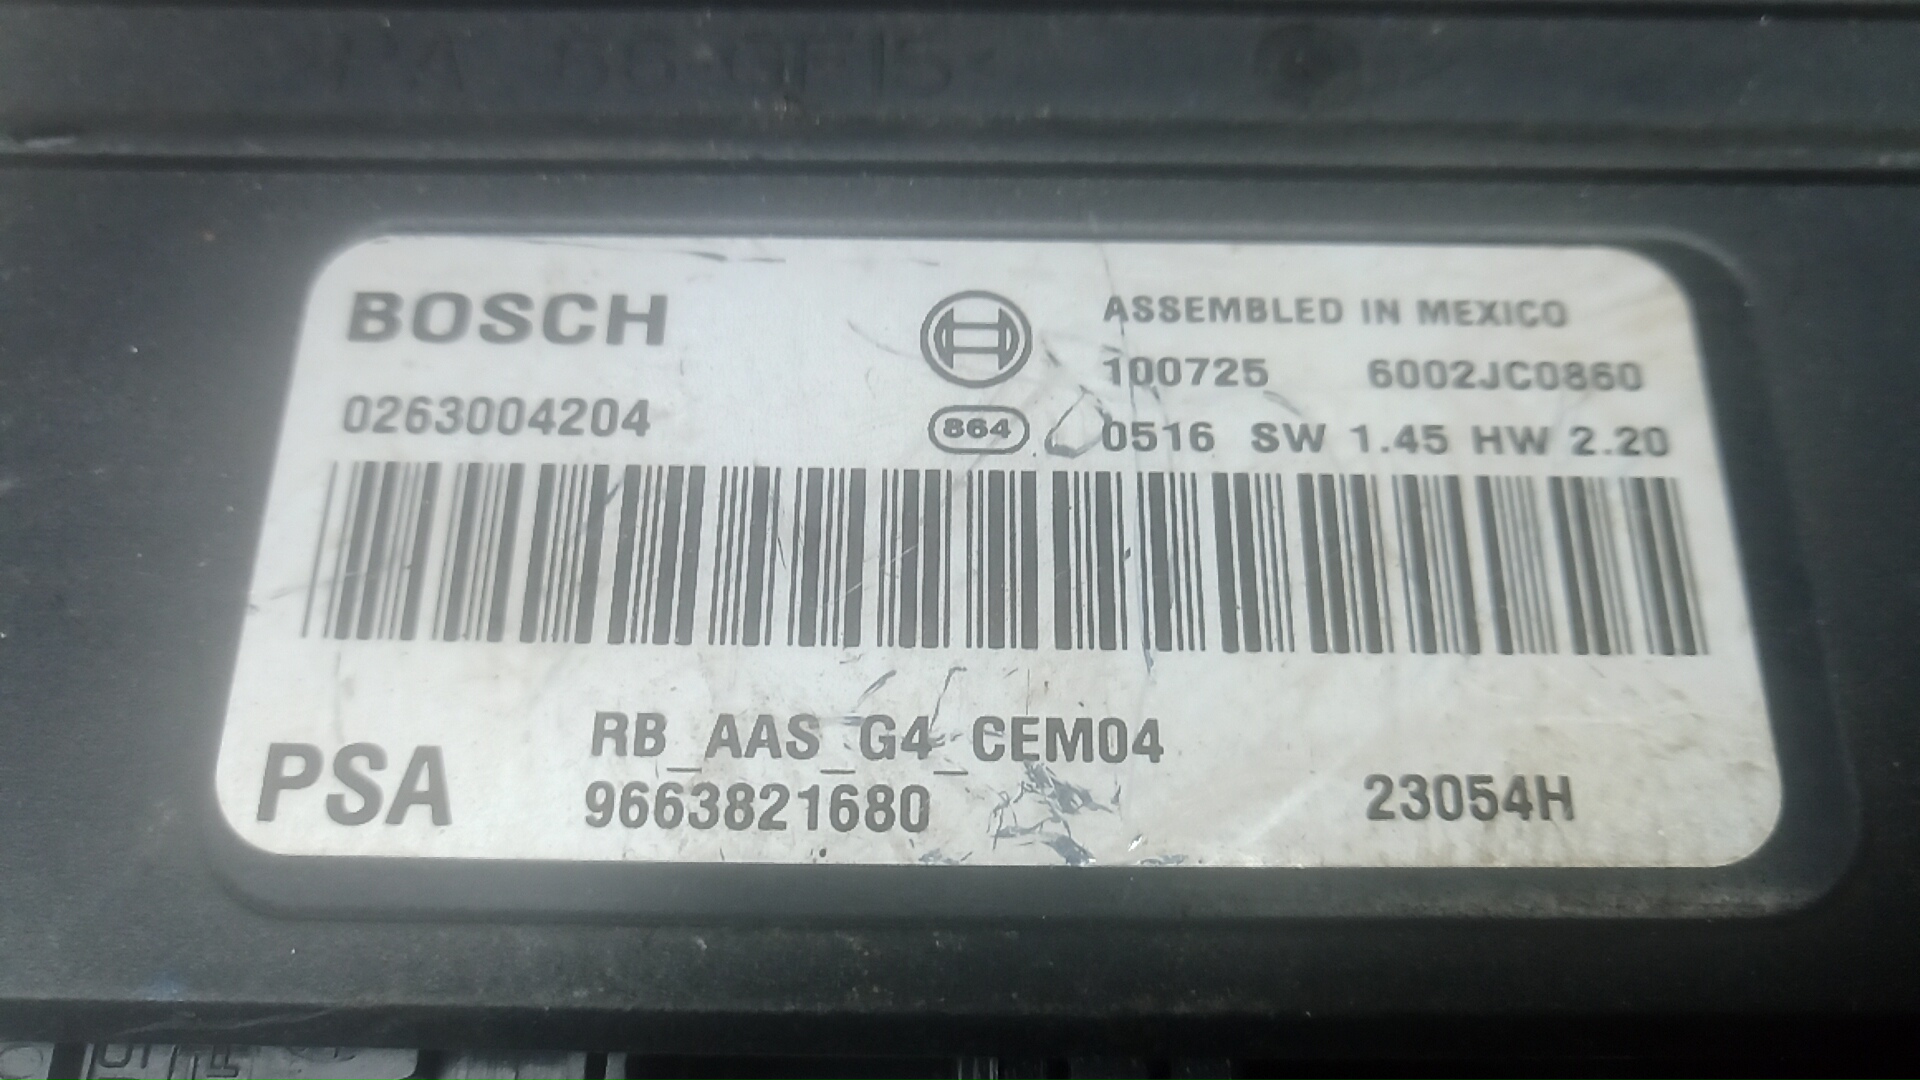 BOSCH
ASSEMBLED IN MEXICO
100725 6002JC0860
0263004204
864 0516 SW 1.45 HW 2.20
RB_AAS_G4_CEM04
PSA 9663821680 23054H